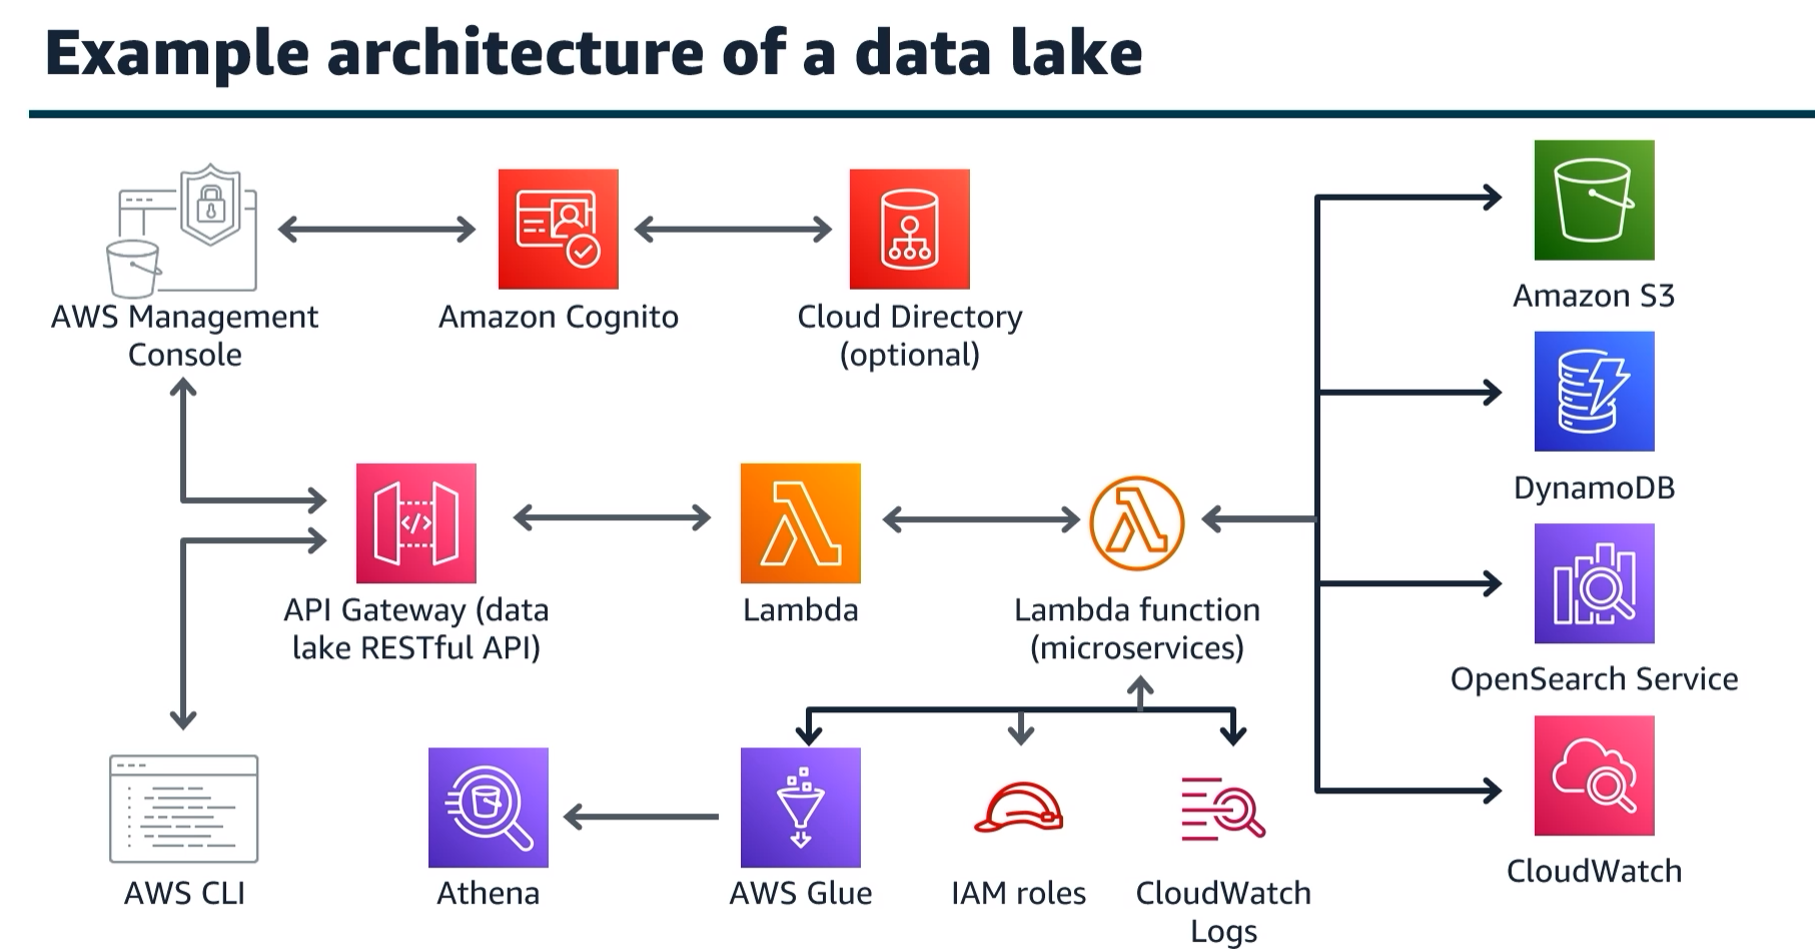 Example architecture of a data lake
AWS Management
Console
Amazon Cognito
Cloud Directory
(optional)
Amazon S3
DynamoDB
</>
API Gateway (data
lake RESTful API)
Lambda
Lambda function
(microservices)
OpenSearch Service
AWS CLI
Athena
AWS Glue
IAM roles
CloudWatch
Logs
CloudWatch